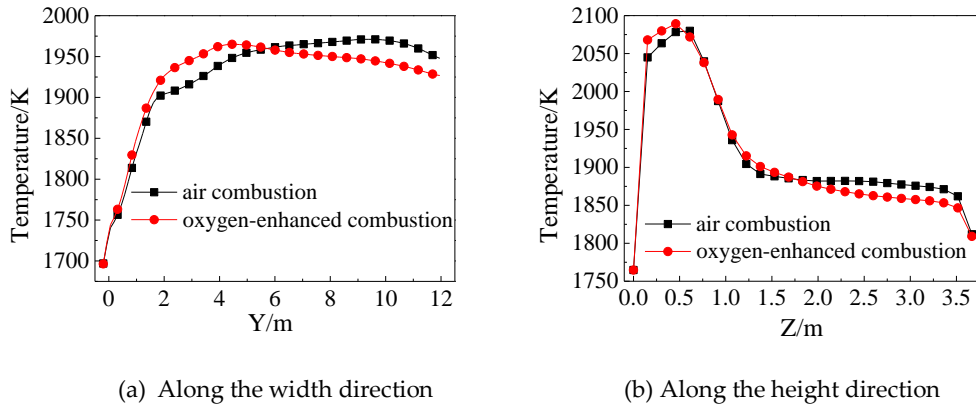 2000
1950
1900
1850
1800
1750
1700
Temperature/K
air combustion
oxygen-enhanced combustion
0 2 4 6 8 10 12
Y/m
(a) Along the width direction
2100
2050
2000
1950
1900
1850
1800
1750
Temperature/K
air combustion
oxygen-enhanced combustion
0.0 0.5 1.0 1.5 2.0 2.5 3.0 3.5
Z/m
(b) Along the height direction